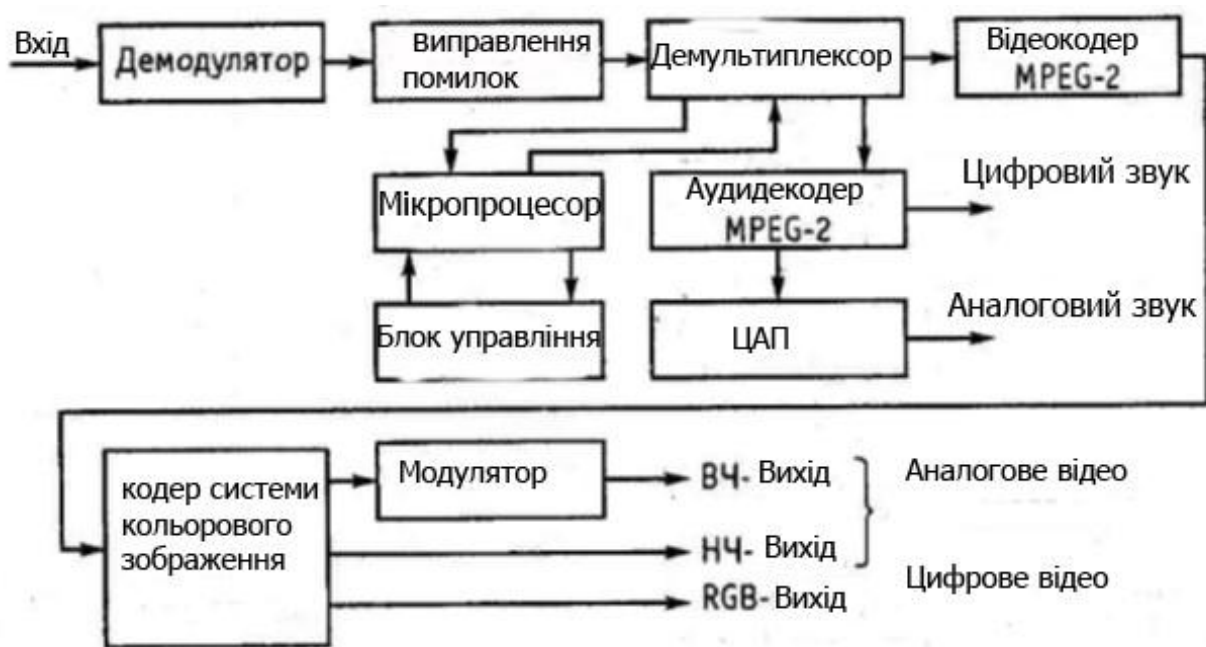 Вхід
Демодулятор
виправлення
помилок
Демультиплексор
Відеокодер
MPEG-2
Мікропроцесор
Аудидекодер
MPEG-2
Цифровий звук
Блок управління
ЦАП
Аналоговий звук
кодер системи
кольорового
зображення
Модулятор
ВЧ- Вихід
Аналогове відео
НЧ- Вихід
Цифрове відео
RGB- Вихід